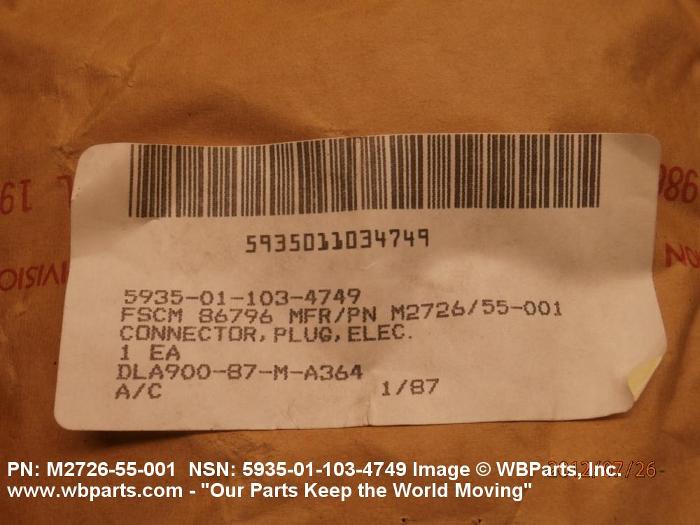 5935011034749
5935-01-103-4749
FSCM 86796 MFR/PN M2726/55-001
CONNECTOR,PLUG,ELEC.
1 EA
DLA900-87-M-A364
A/C 1/87
PN: M2726-55-001 NSN: 5935-01-103-4749 Image © WBParts, Inc.
www.wbparts.com - "Our Parts Keep the World Moving"